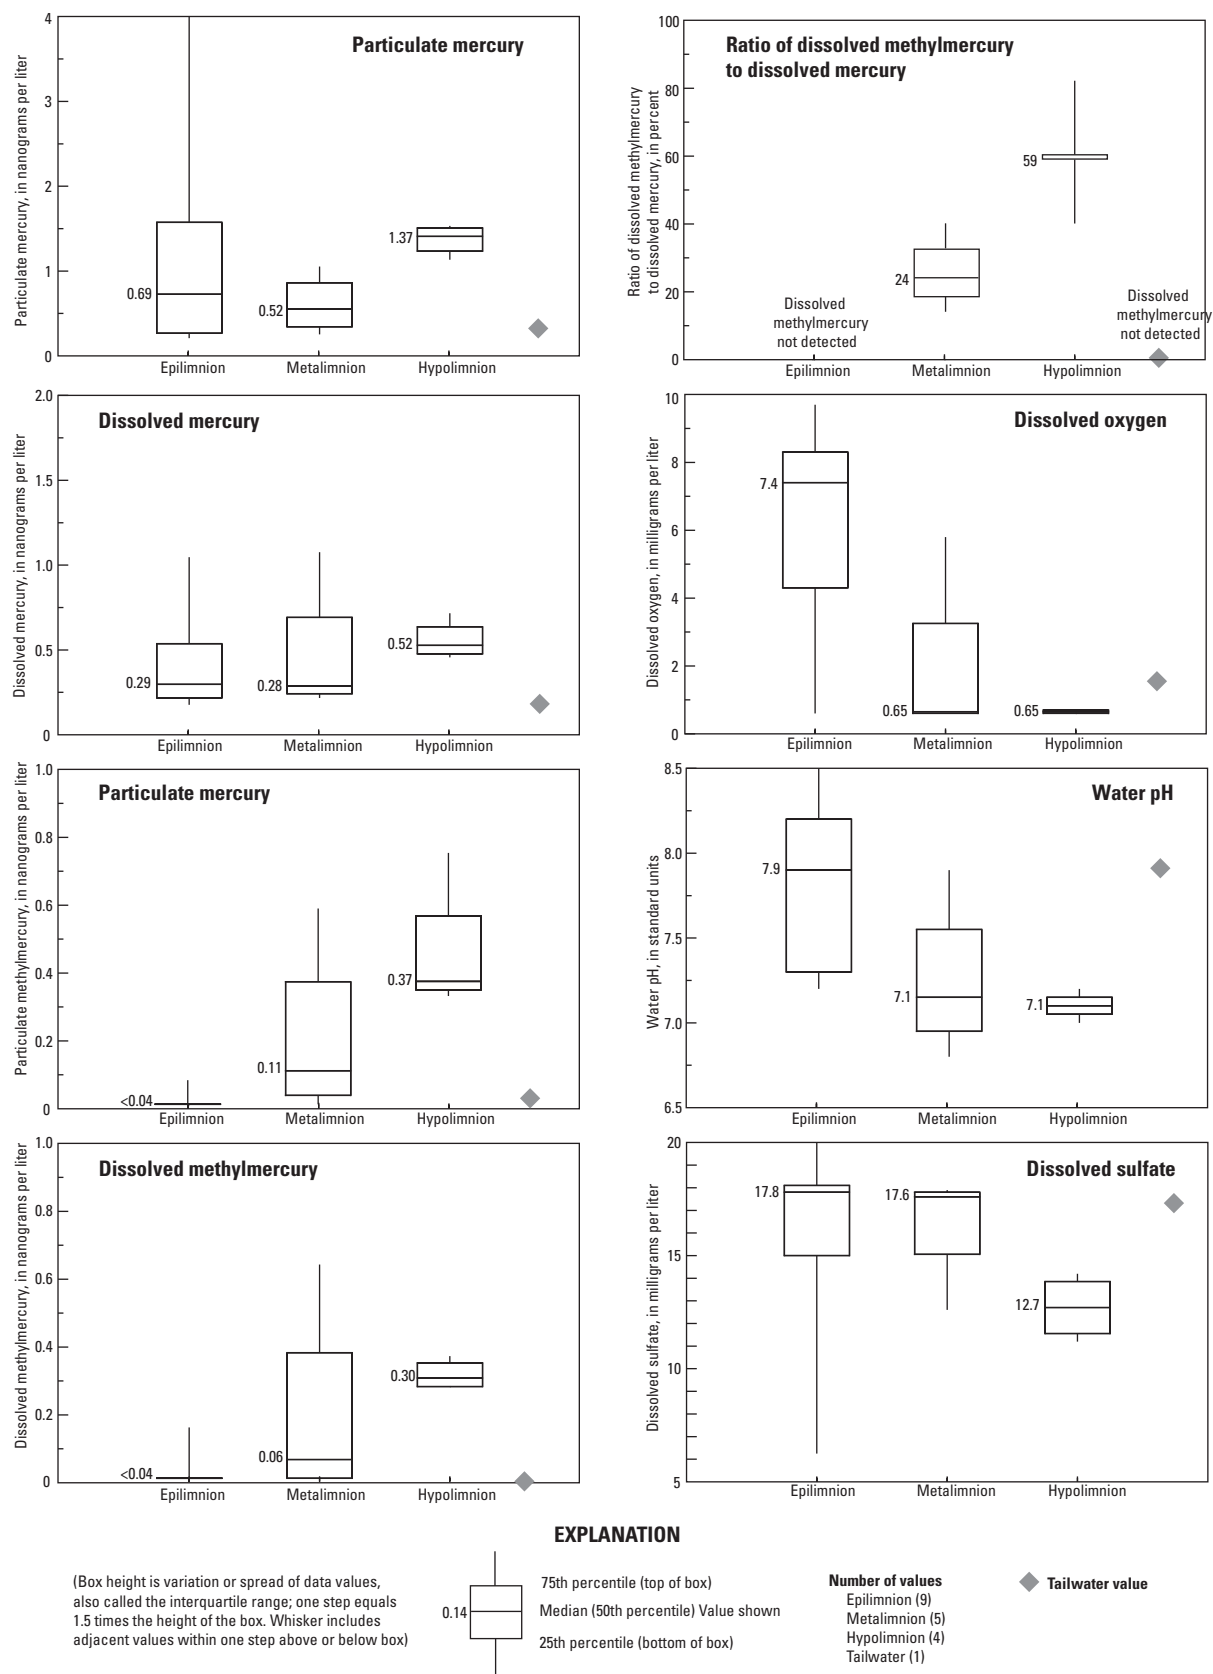 Particulate mercury
Particulate mercury, in nanograms per liter
4
3
2
1
0
0.69
0.52
1.37
Epilimnion
Metalimnion
Hypolimnion
Ratio of dissolved methylmercury
to dissolved mercury
Ratio of dissolved methylmercury
to dissolved mercury, in percent
100
80
60
40
20
0
24
59
Dissolved
methylmercury
not detected
Dissolved
methylmercury
not detected
Epilimnion
Metalimnion
Hypolimnion
Dissolved mercury
Dissolved mercury, in nanograms per liter
2.0
1.5
1.0
0.5
0
0.29
0.28
0.52
Epilimnion
Metalimnion
Hypolimnion
Dissolved oxygen
Dissolved oxygen, in milligrams per liter
10
8
6
4
2
0
7.4
0.65
0.65
Epilimnion
Metalimnion
Hypolimnion
Particulate mercury
Particulate methylmercury, in nanograms per liter
1.0
0.8
0.6
0.4
0.2
0
<0.04
0.11
0.37
Epilimnion
Metalimnion
Hypolimnion
Water pH
Water pH, in standard units
8.5
8.0
7.5
7.0
6.5
7.9
7.1
7.1
Epilimnion
Metalimnion
Hypolimnion
Dissolved methylmercury
Dissolved methylmercury, in nanograms per liter
1.0
0.8
0.6
0.4
0.2
0
<0.04
0.06
0.30
Epilimnion
Metalimnion
Hypolimnion
Dissolved sulfate
Dissolved sulfate, in milligrams per liter
20
15
10
5
17.8
17.6
12.7
Epilimnion
Metalimnion
Hypolimnion
EXPLANATION
(Box height is variation or spread of data values,
also called the interquartile range; one step equals
1.5 times the height of the box. Whisker includes
adjacent values within one step above or below box)
0.14
75th percentile (top of box)
Median (50th percentile) Value shown
25th percentile (bottom of box)
Number of values
Epilimnion (9)
Metalimnion (5)
Hypolimnion (4)
Tailwater (1)
Tailwater value